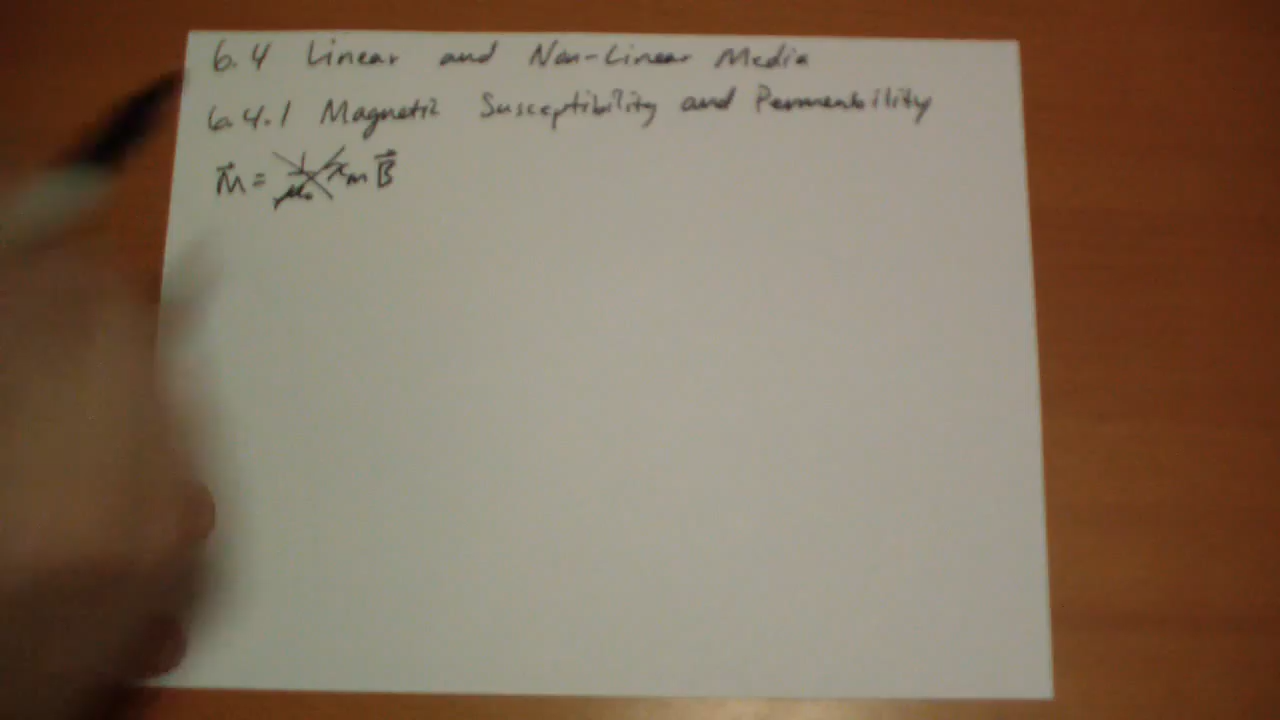 6.4 Linear and Non-Linear Media
6.4.1 Magnetic Susceptibility and Permeability
M⃗ = 1/μ₀ χₘ B⃗